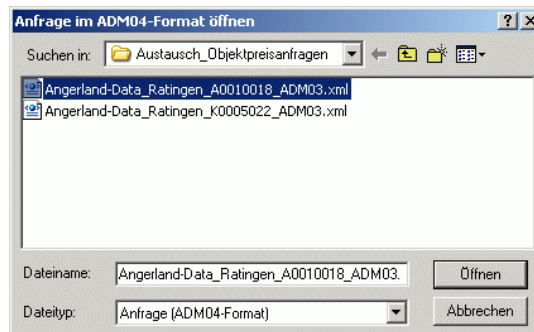 Anfrage im ADM04-Format öffnen
Suchen in: Austausch_Objektpreisanfragen
Angerland-Data_Ratingen_A0010018_ADM03.xml
Angerland-Data_Ratingen_K0005022_ADM03.xml
Dateiname: Angerland-Data_Ratingen_A0010018_ADM03. Öffnen
Dateityp: Anfrage (ADM04-Format) Abbrechen